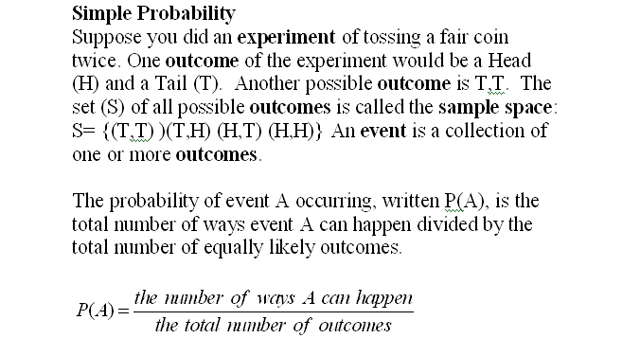 Simple Probability
Suppose you did an experiment of tossing a fair coin
twice. One outcome of the experiment would be a Head
(H) and a Tail (T). Another possible outcome is T,T. The
set (S) of all possible outcomes is called the sample space:
S= {(T,T) )(T,H) (H,T) (H,H)} An event is a collection of
one or more outcomes.
The probability of event A occurring, written P(A), is the
total number of ways event A can happen divided by the
total number of equally likely outcomes.
P(A) = the number of ways A can happen
the total number of outcomes